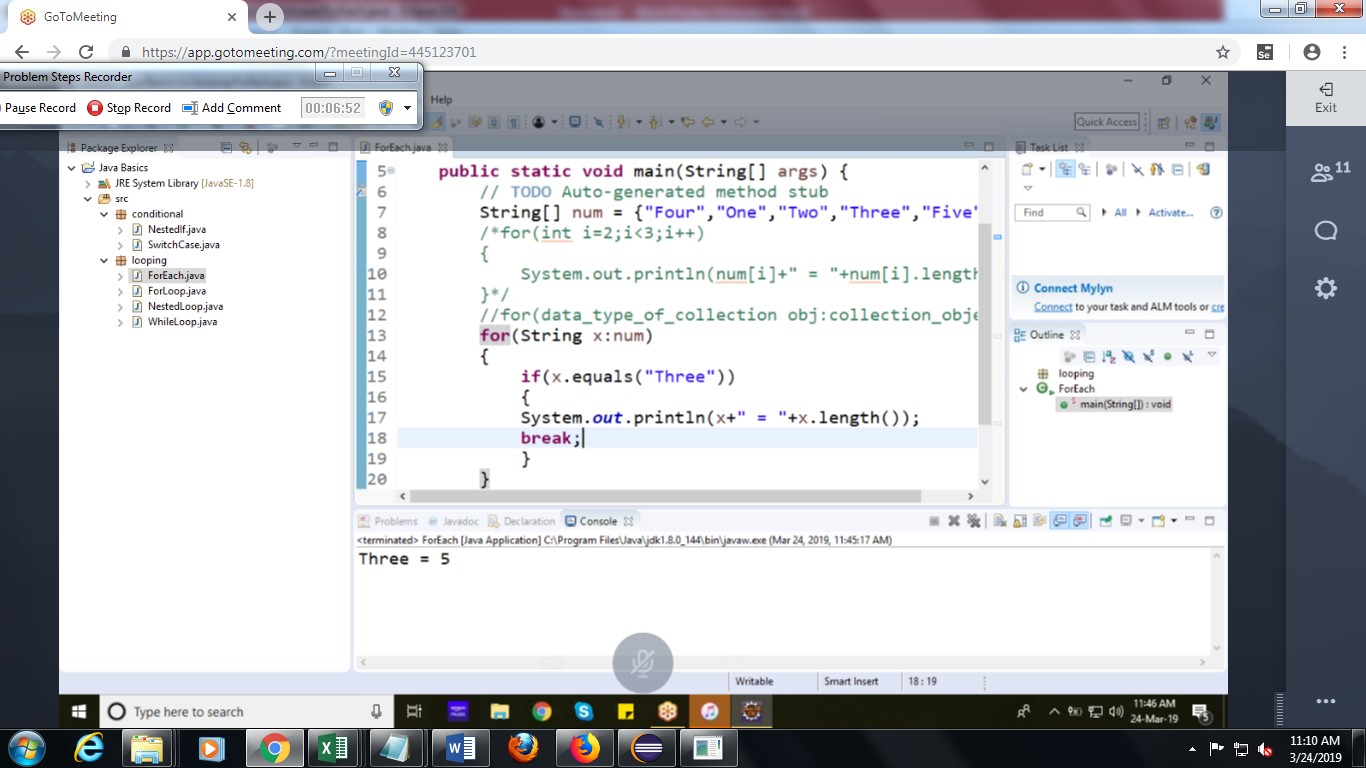 GoToMeeting
https://app.gotomeeting.com/?meetingId=445123701
Problem Steps Recorder
Pause Record Stop Record Add Comment 00:06:52
Help
Exit
Quick Access
11
Package Explorer
ForEach.java
Task List
Java Basics
JRE System Library [JavaSE-1.8]
src
conditional
NestedIf.java
SwitchCase.java
looping
ForEach.java
ForLoop.java
NestedLoop.java
WhileLoop.java
5 public static void main(String[] args) {
6 // TODO Auto-generated method stub
7 String[] num = {"Four","One","Two","Three","Five"
8 /*for(int i=2;i<3;i++)
9 {
10 System.out.println(num[i]+" = "+num[i].length
11 }*/
12 //for(data_type_of_collection obj:collection_obje
13 for(String x:num)
14 {
15 if(x.equals("Three"))
16 {
17 System.out.println(x+" = "+x.length());
18 break;
19 }
20 }
Find All Activate...
Connect Mylyn
Connect to your task and ALM tools or cre
Outline
looping
ForEach
main(String[]) : void
Problems Javadoc Declaration Console
<terminated> ForEach [Java Application] C:\Program Files\Java\jdk1.8.0_144\bin\javaw.exe (Mar 24, 2019, 11:45:17 AM)
Three = 5
Writable Smart Insert 18 : 19
Type here to search
11:46 AM
24-Mar-19
5
11:10 AM
3/24/2019